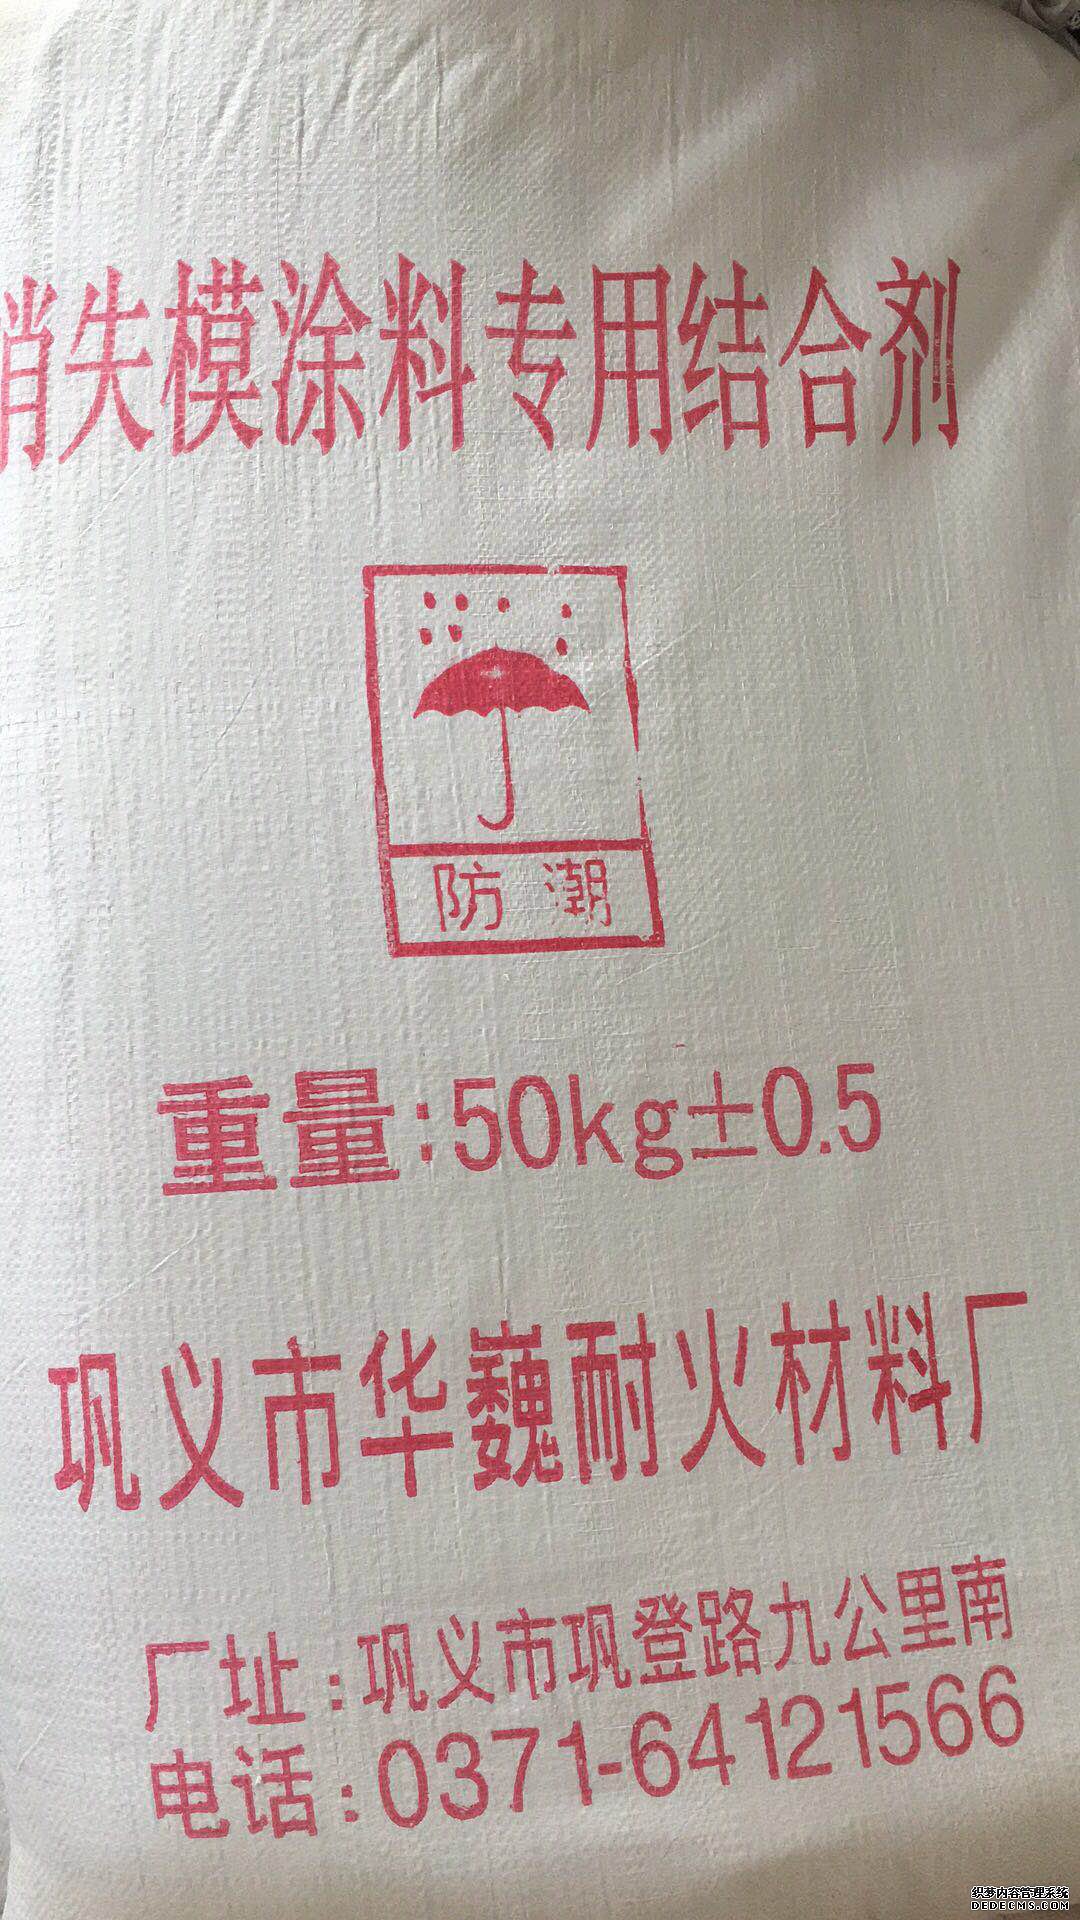 消失模涂料专用结合剂
防潮
重量:50kg±0.5
巩义市华巍耐火材料厂
厂址:巩义市巩登路九公里南
电话:0371-64121566
织梦内容管理系统
DEDECMS.COM